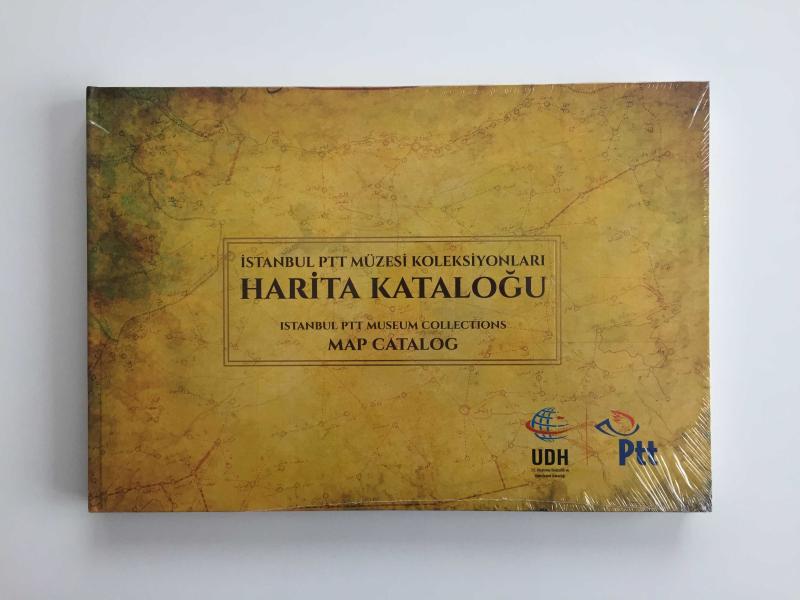 İSTANBUL PTT MÜZESİ KOLEKSİYONLARI
HARİTA KATALOĞU
ISTANBUL PTT MUSEUM COLLECTIONS
MAP CATALOG
UDH
Ptt